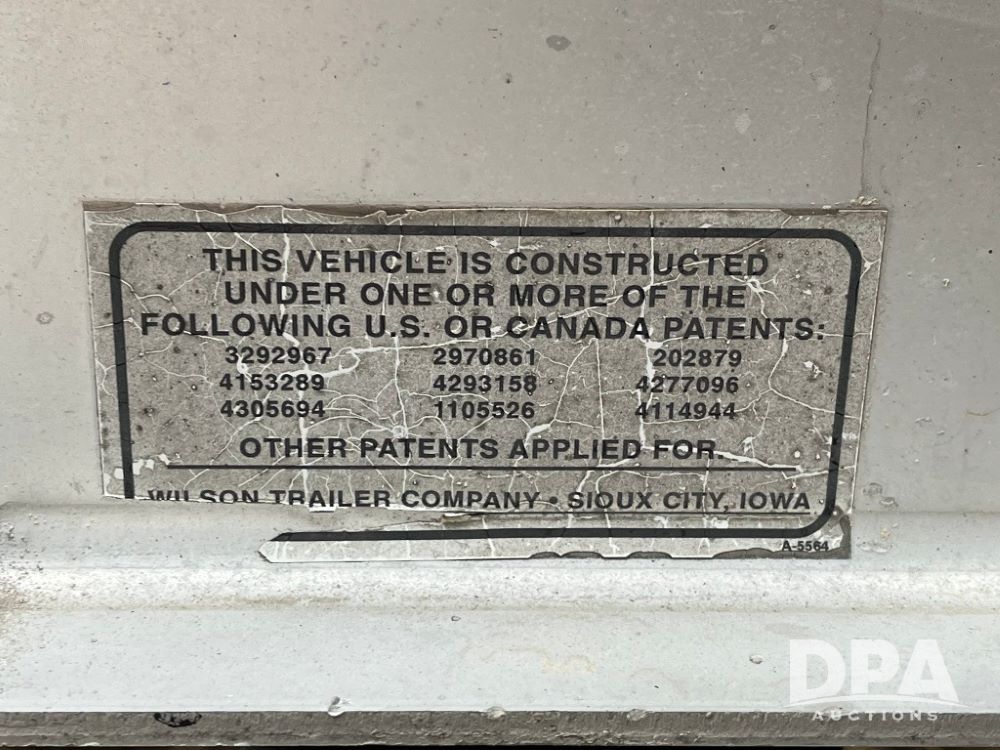 THIS VEHICLE IS CONSTRUCTED
UNDER ONE OR MORE OF THE
FOLLOWING U.S. OR CANADA PATENTS:
3292967 2970861 202879
4153289 4293158 4277096
4305694 1105526 4114944
OTHER PATENTS APPLIED FOR.
WILSON TRAILER COMPANY • SIOUX CITY, IOWA
A-5564
DPA
AUCTIONS